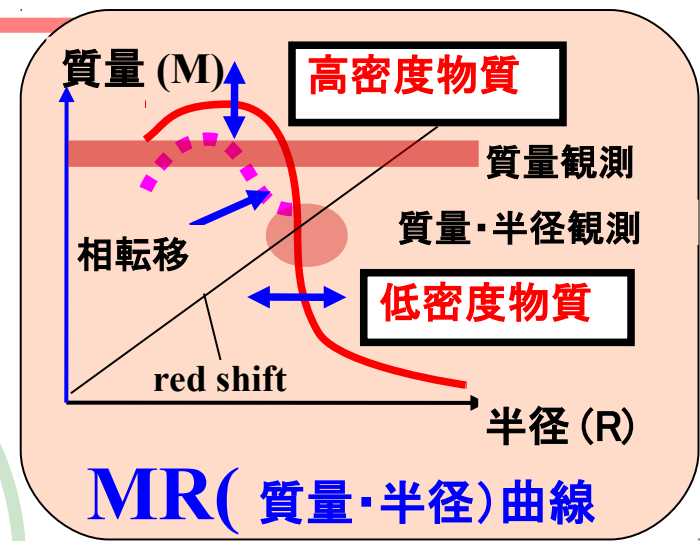 質量 (M)
高密度物質
質量観測
質量・半径観測
相転移
低密度物質
red shift
半径 (R)
MR( 質量・半径)曲線